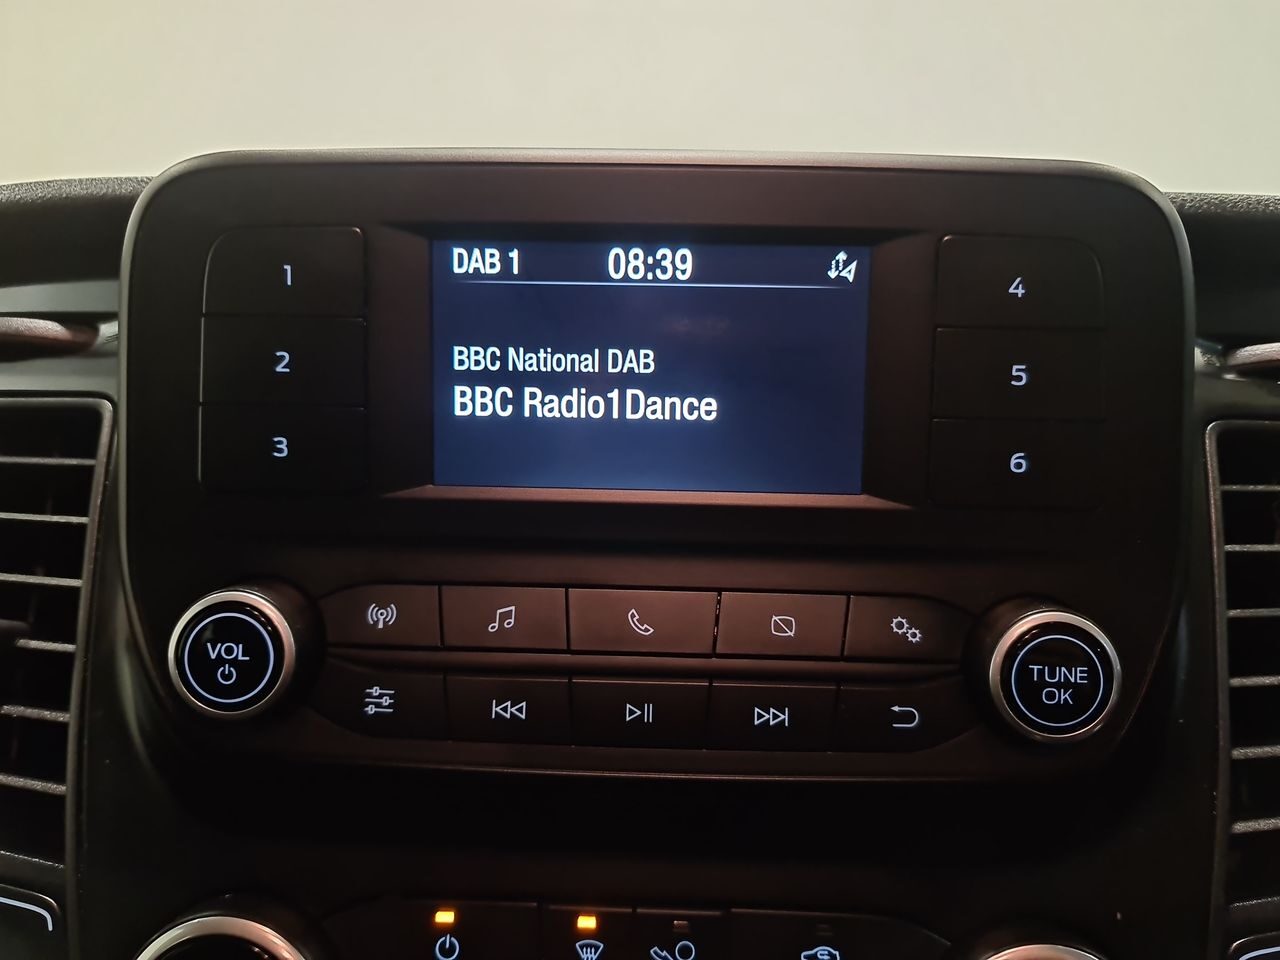 DAB 1 08:39
BBC National DAB
BBC Radio1Dance
1
2
3
4
5
6
VOL
TUNE
OK